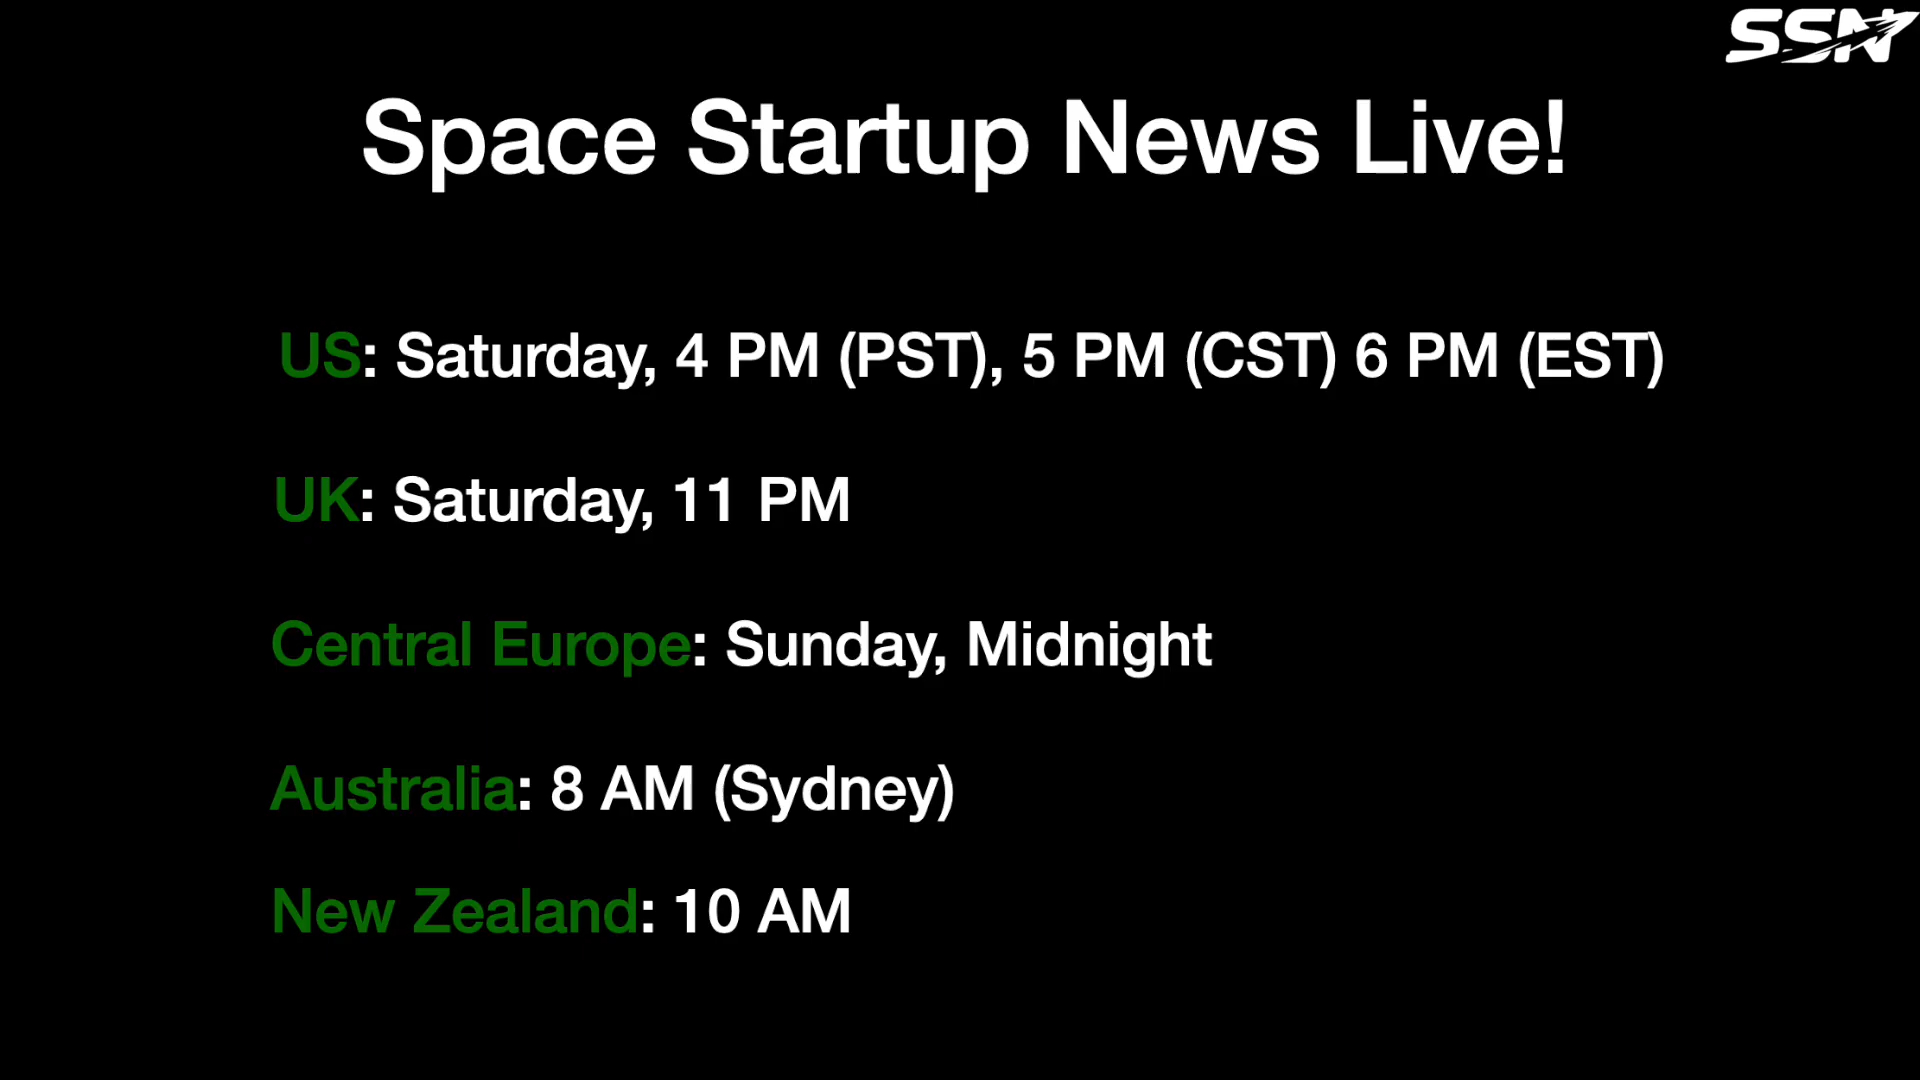 SSN
Space Startup News Live!
US: Saturday, 4 PM (PST), 5 PM (CST) 6 PM (EST)
UK: Saturday, 11 PM
Central Europe: Sunday, Midnight
Australia: 8 AM (Sydney)
New Zealand: 10 AM